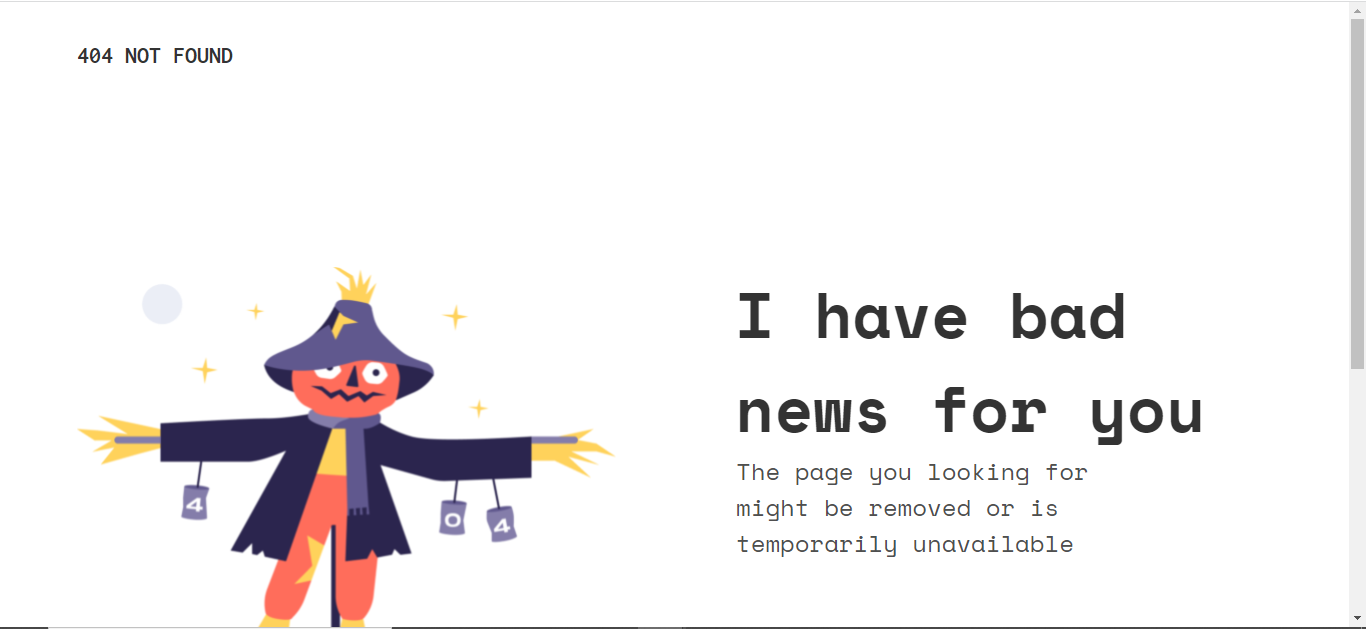 404 NOT FOUND
I have bad
news for you
The page you looking for
might be removed or is
temporarily unavailable
4
0
4